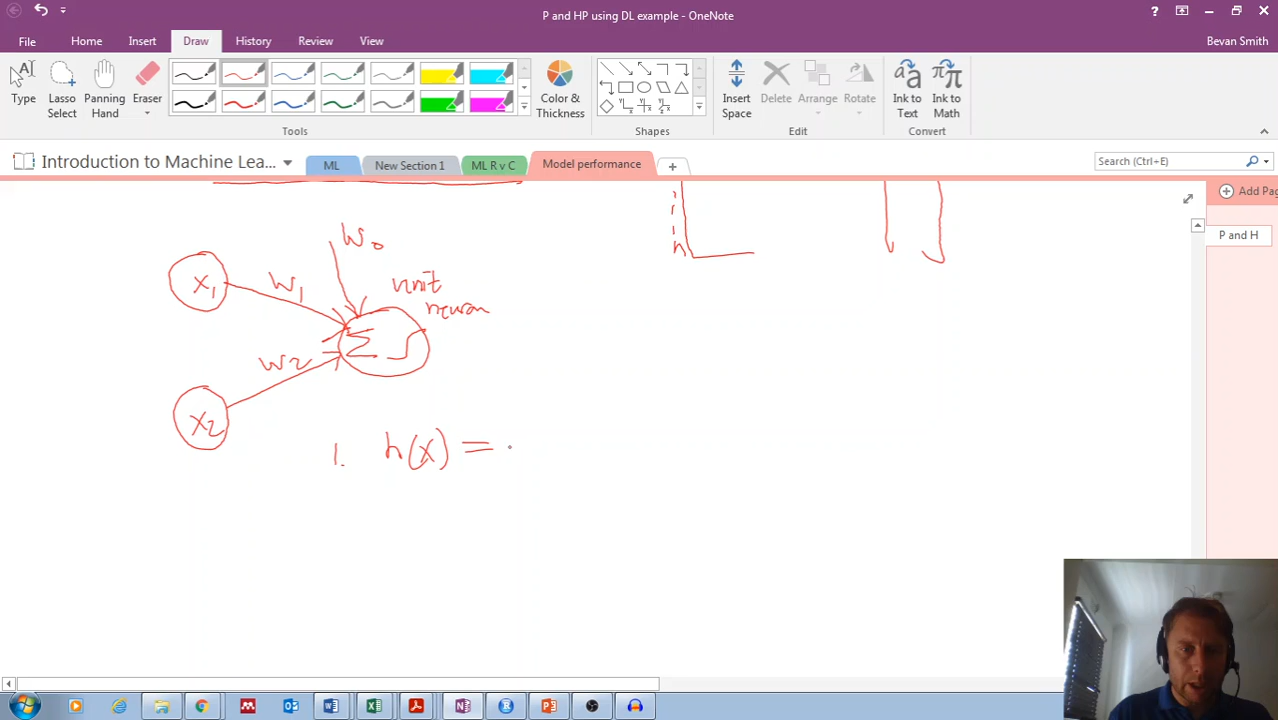 P and HP using DL example - OneNote
?
File
Home
Insert
Draw
History
Review
View
Bevan Smith
Type
Lasso Select
Panning Hand
Eraser
Color & Thickness
Insert Space
Delete
Arrange
Rotate
Ink to Text
Ink to Math
Tools
Shapes
Edit
Convert
Introduction to Machine Lea...
ML
New Section 1
ML R v C
Model performance
Search (Ctrl+E)
Add Pag
P and H
W0
unit
neuron
X1
W1
Σ
W2
X2
1. h(x) =